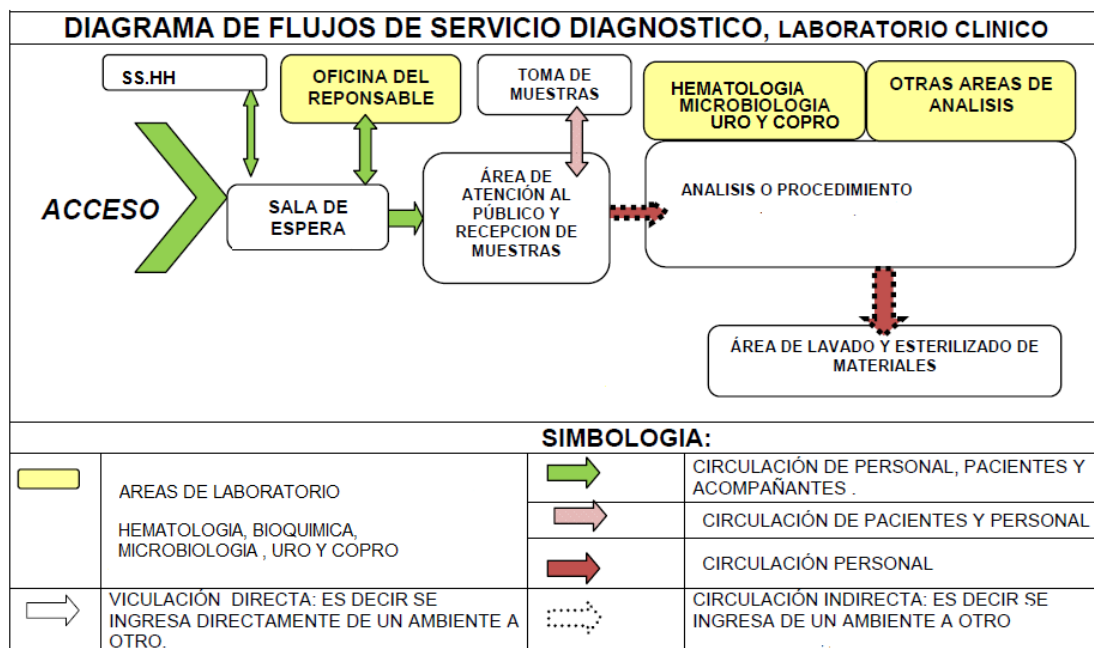 DIAGRAMA DE FLUJOS DE SERVICIO DIAGNOSTICO, LABORATORIO CLINICO
SS.HH
OFICINA DEL
REPONSABLE
TOMA DE
MUESTRAS
HEMATOLOGIA
MICROBIOLOGIA
URO Y COPRO
OTRAS AREAS DE
ANALISIS
ACCESO
SALA DE
ESPERA
ÁREA DE
ATENCIÓN AL
PÚBLICO Y
RECEPCION DE
MUESTRAS
ANALISIS O PROCEDIMIENTO
ÁREA DE LAVADO Y ESTERILIZADO DE
MATERIALES
SIMBOLOGIA:
AREAS DE LABORATORIO
HEMATOLOGIA, BIOQUIMICA,
MICROBIOLOGIA , URO Y COPRO
CIRCULACIÓN DE PERSONAL, PACIENTES Y
ACOMPAÑANTES .
CIRCULACIÓN DE PACIENTES Y PERSONAL
CIRCULACIÓN PERSONAL
VICULACIÓN DIRECTA: ES DECIR SE
INGRESA DIRECTAMENTE DE UN AMBIENTE A
OTRO.
CIRCULACIÓN INDIRECTA: ES DECIR SE
INGRESA DE UN AMBIENTE A OTRO